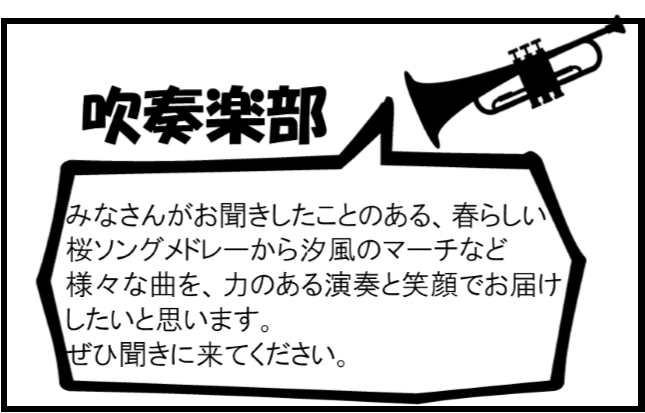 吹奏楽部
みなさんがお聞きしたことのある、春らしい
桜ソングメドレーから汐風のマーチなど
様々な曲を、力のある演奏と笑顔でお届け
したいと思います。
ぜひ聞きに来てください。